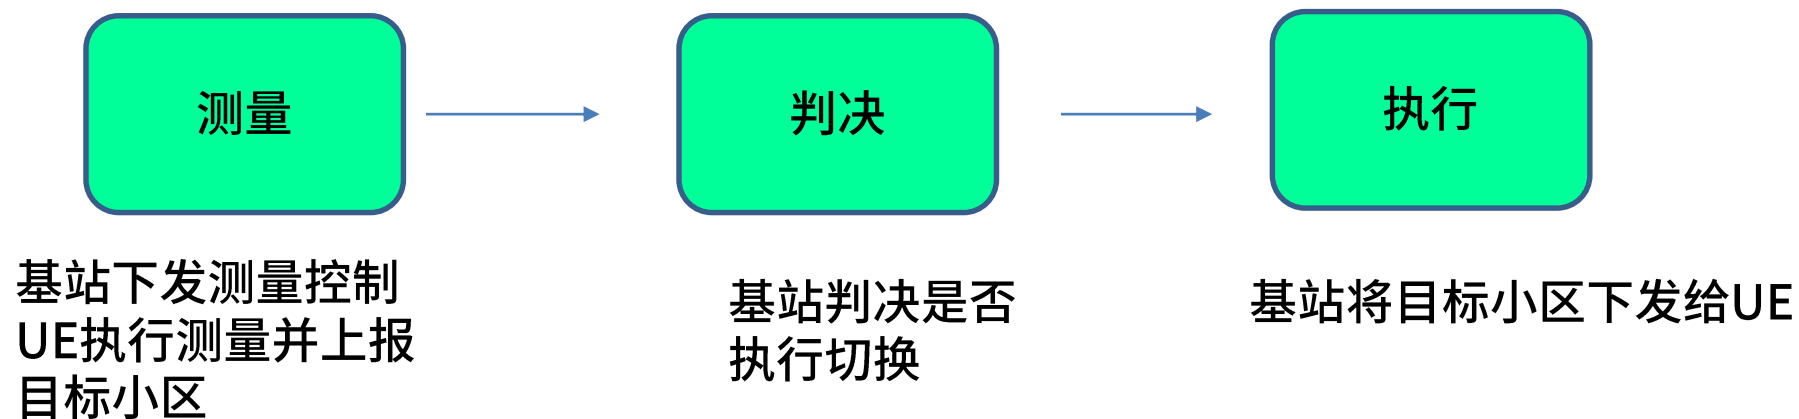 测量
判决
执行
基站下发测量控制
UE执行测量并上报
目标小区
基站判决是否
执行切换
基站将目标小区下发给UE